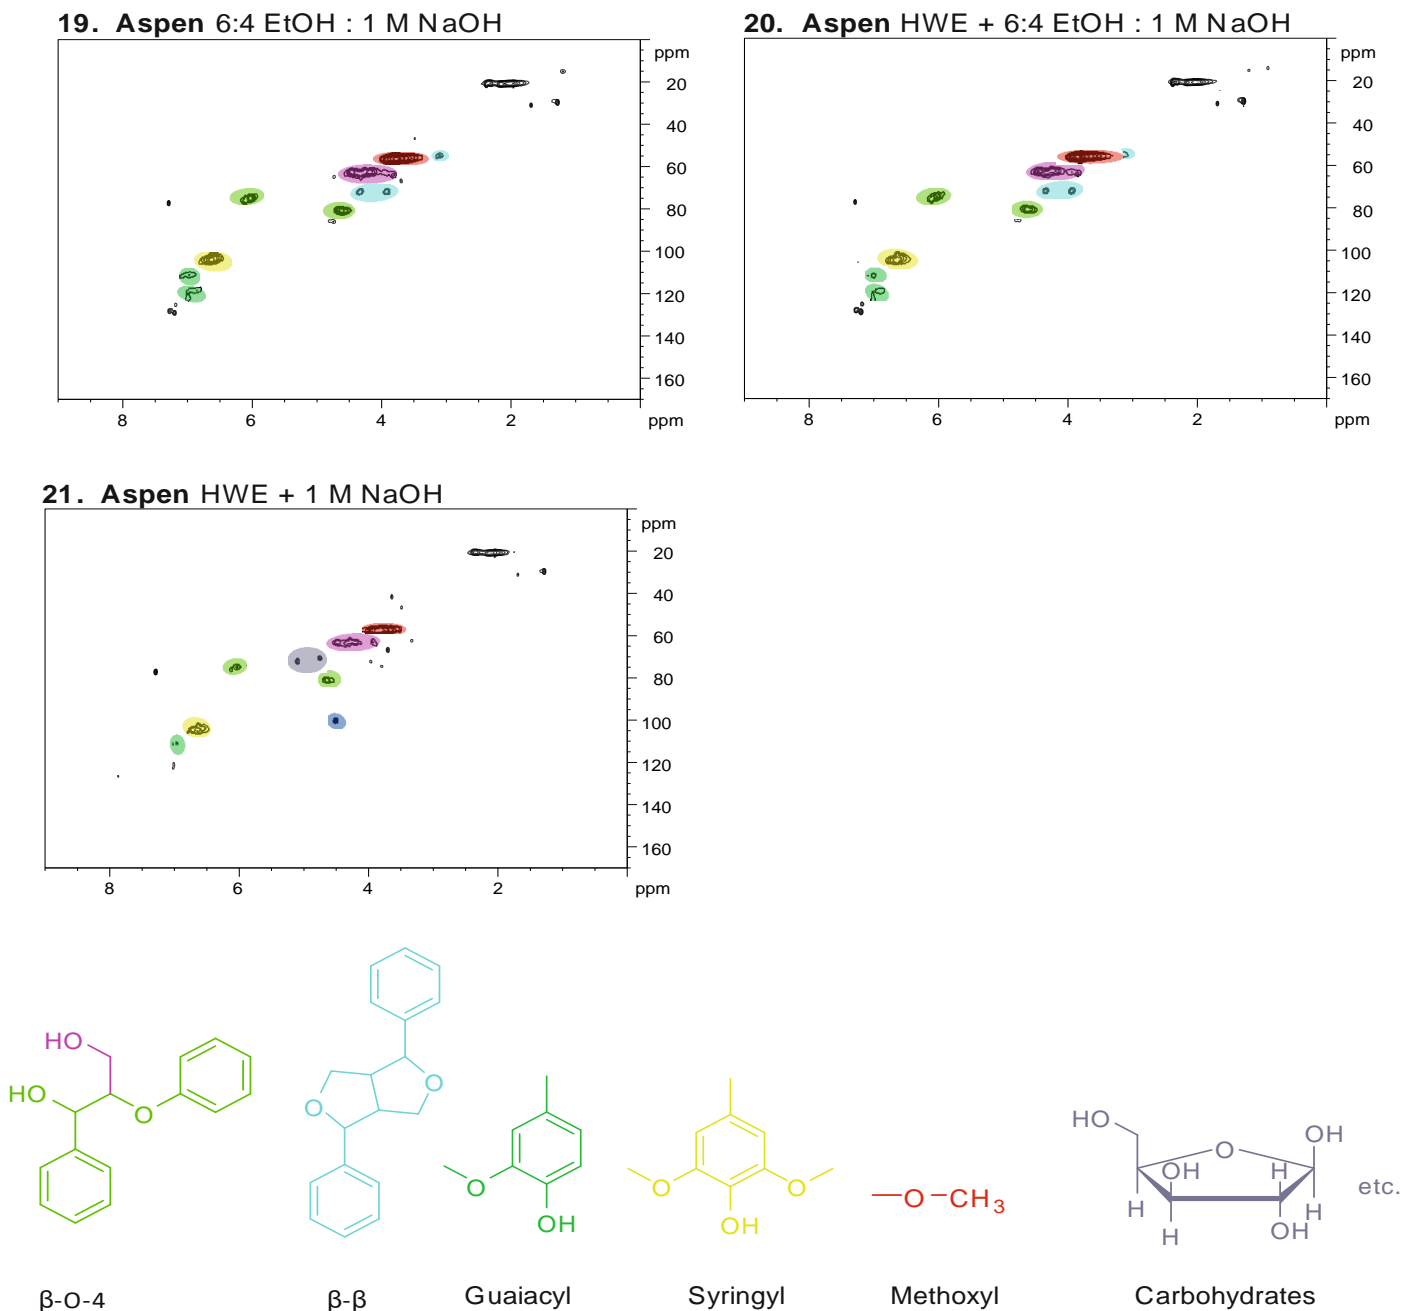 19. Aspen 6:4 EtOH : 1 M NaOH
ppm
20
40
60
80
100
120
140
160
8 6 4 2 ppm
20. Aspen HWE + 6:4 EtOH : 1 M NaOH
ppm
20
40
60
80
100
120
140
160
8 6 4 2 ppm
21. Aspen HWE + 1 M NaOH
ppm
20
40
60
80
100
120
140
160
8 6 4 2 ppm
HO
HO
O
O
O
O
OH
O
O
OH
O-CH3
HO
O
OH
OH
H
H
H
H
OH
etc.
β-O-4 β-β Guaiacyl Syringyl Methoxyl Carbohydrates